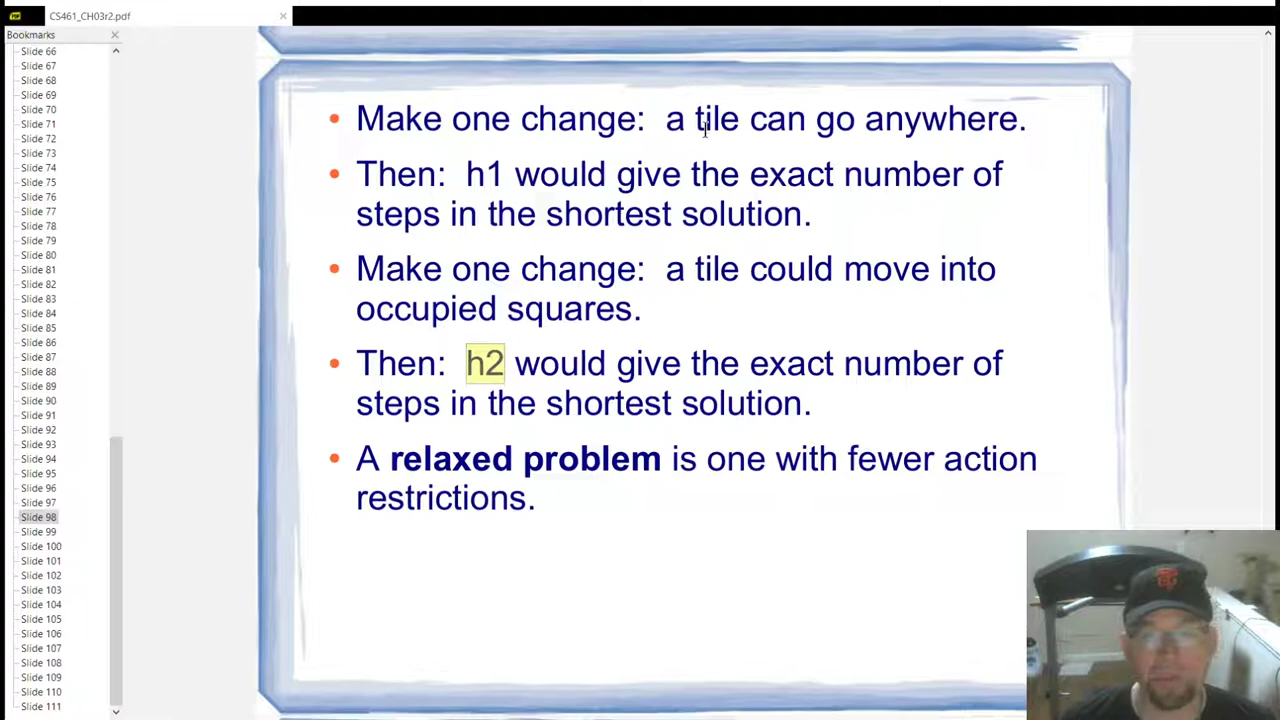 CS461_CH03r2.pdf
Bookmarks
Slide 66
Slide 67
Slide 68
Slide 69
Slide 70
Slide 71
Slide 72
Slide 73
Slide 74
Slide 75
Slide 76
Slide 77
Slide 78
Slide 79
Slide 80
Slide 81
Slide 82
Slide 83
Slide 84
Slide 85
Slide 86
Slide 87
Slide 88
Slide 89
Slide 90
Slide 91
Slide 92
Slide 93
Slide 94
Slide 95
Slide 96
Slide 97
Slide 98
Slide 99
Slide 100
Slide 101
Slide 102
Slide 103
Slide 104
Slide 105
Slide 106
Slide 107
Slide 108
Slide 109
Slide 110
Slide 111
• Make one change: a tile can go anywhere.
• Then: h1 would give the exact number of
steps in the shortest solution.
• Make one change: a tile could move into
occupied squares.
• Then: h2 would give the exact number of
steps in the shortest solution.
• A relaxed problem is one with fewer action
restrictions.